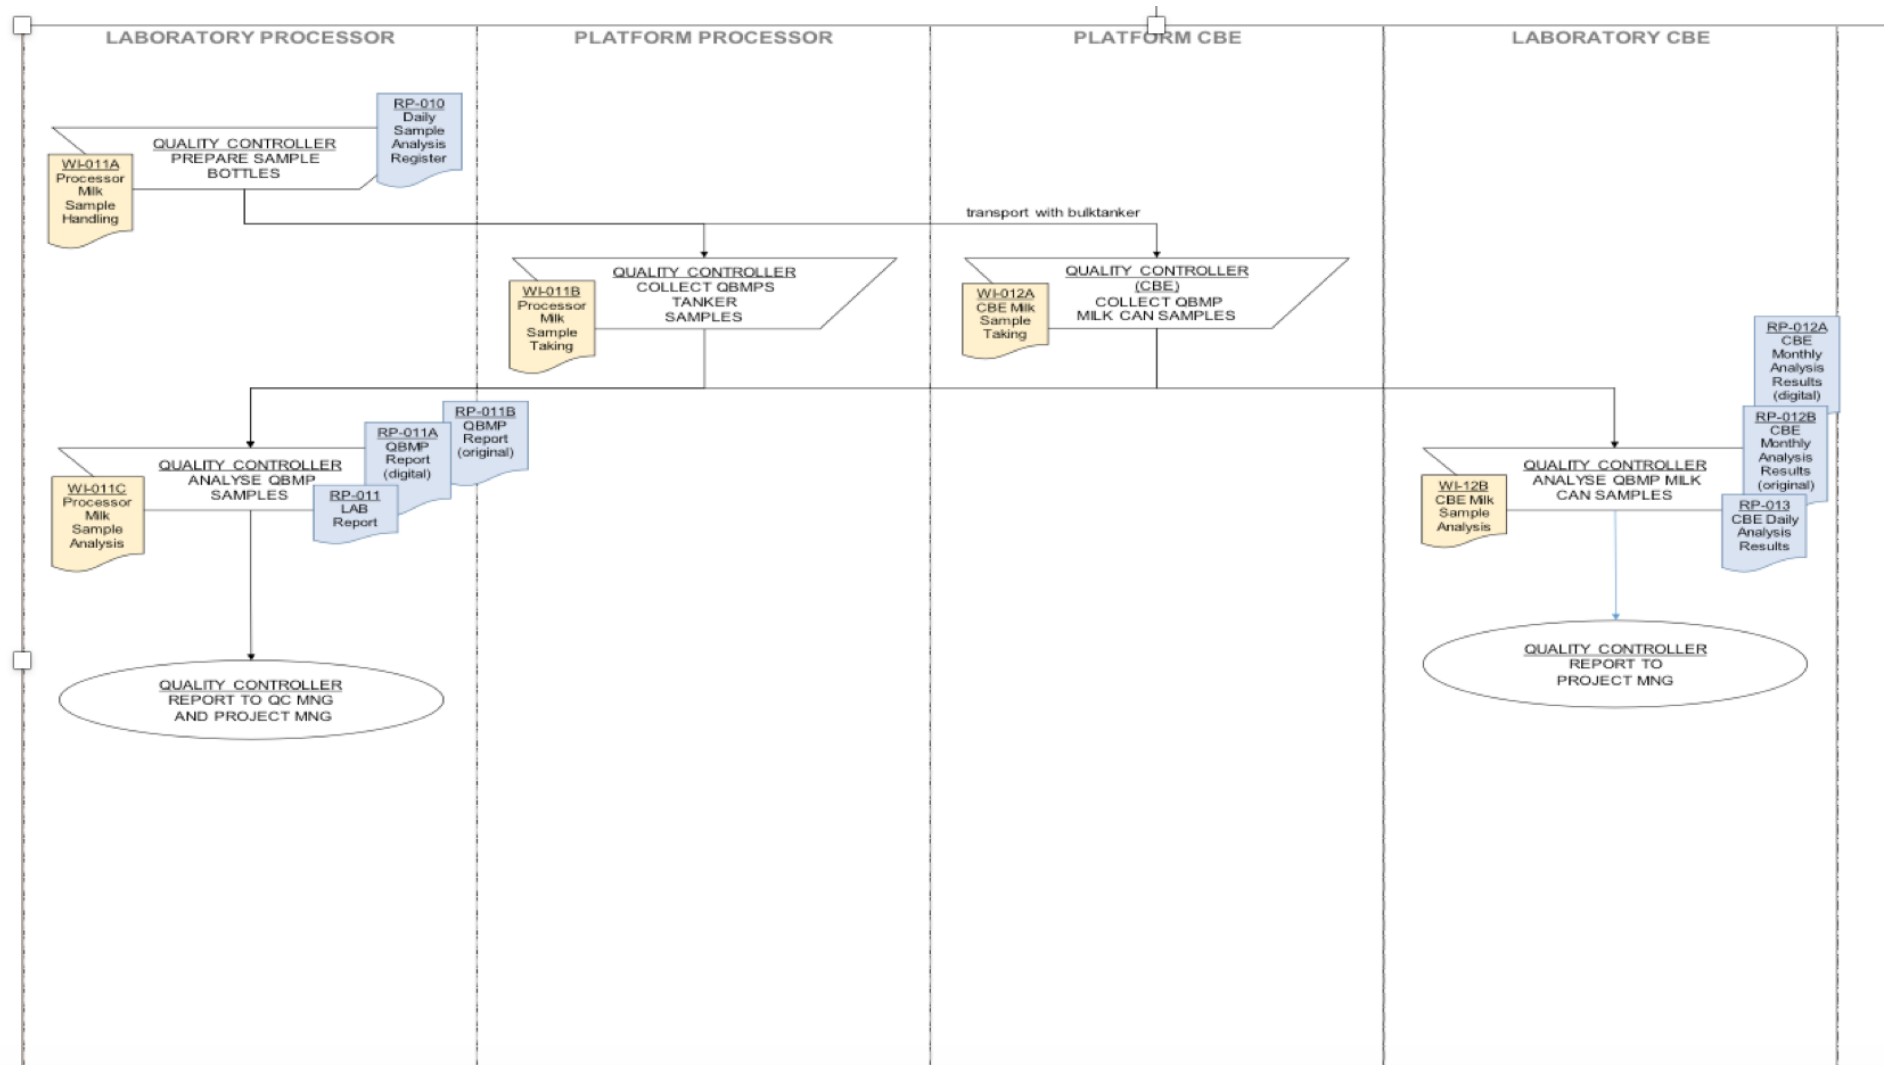 LABORATORY PROCESSOR
PLATFORM PROCESSOR
PLATFORM CBE
LABORATORY CBE
RP-010
Daily
Sample
Analysis
Register
QUALITY CONTROLLER
PREPARE SAMPLE
BOTTLES
WI-011A
Processor
Milk
Sample
Handling
transport with bulktanker
QUALITY CONTROLLER
COLLECT QBMPS
TANKER
SAMPLES
WI-011B
Processor
Milk
Sample
Taking
QUALITY CONTROLLER
(CBE)
COLLECT QBMP
MILK CAN SAMPLES
WI-012A
CBE Milk
Sample
Taking
RP-012A
CBE
Monthly
Analysis
Results
(digital)
RP-011B
QBMP
Report
(original)
RP-011A
QBMP
Report
(digital)
RP-011
LAB
Report
QUALITY CONTROLLER
ANALYSE QBMP
SAMPLES
WI-011C
Processor
Milk
Sample
Analysis
RP-012B
CBE
Monthly
Analysis
Results
(original)
QUALITY CONTROLLER
ANALYSE QBMP MILK
CAN SAMPLES
WI-12B
CBE Milk
Sample
Analysis
RP-013
CBE Daily
Analysis
Results
QUALITY CONTROLLER
REPORT TO QC MNG
AND PROJECT MNG
QUALITY CONTROLLER
REPORT TO
PROJECT MNG